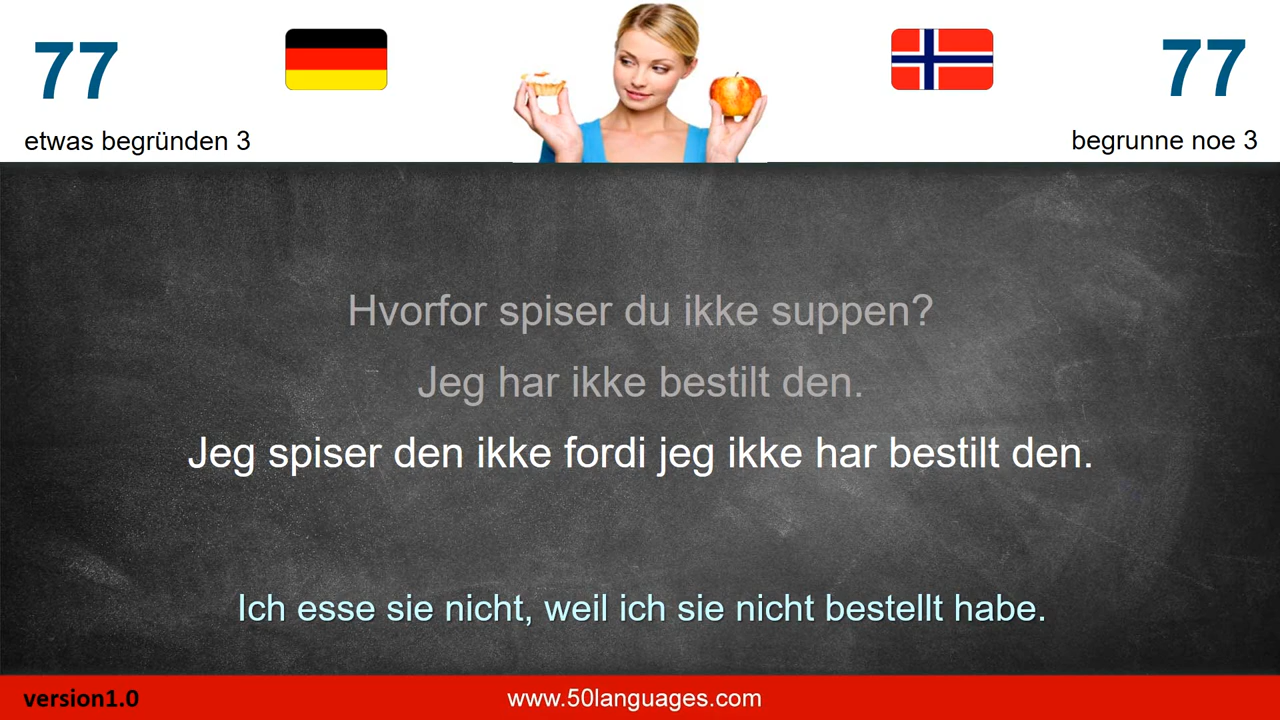 77
77
etwas begründen 3
begrunne noe 3
Hvorfor spiser du ikke suppen?
Jeg har ikke bestilt den.
Jeg spiser den ikke fordi jeg ikke har bestilt den.
Ich esse sie nicht, weil ich sie nicht bestellt habe.
version1.0
www.50languages.com